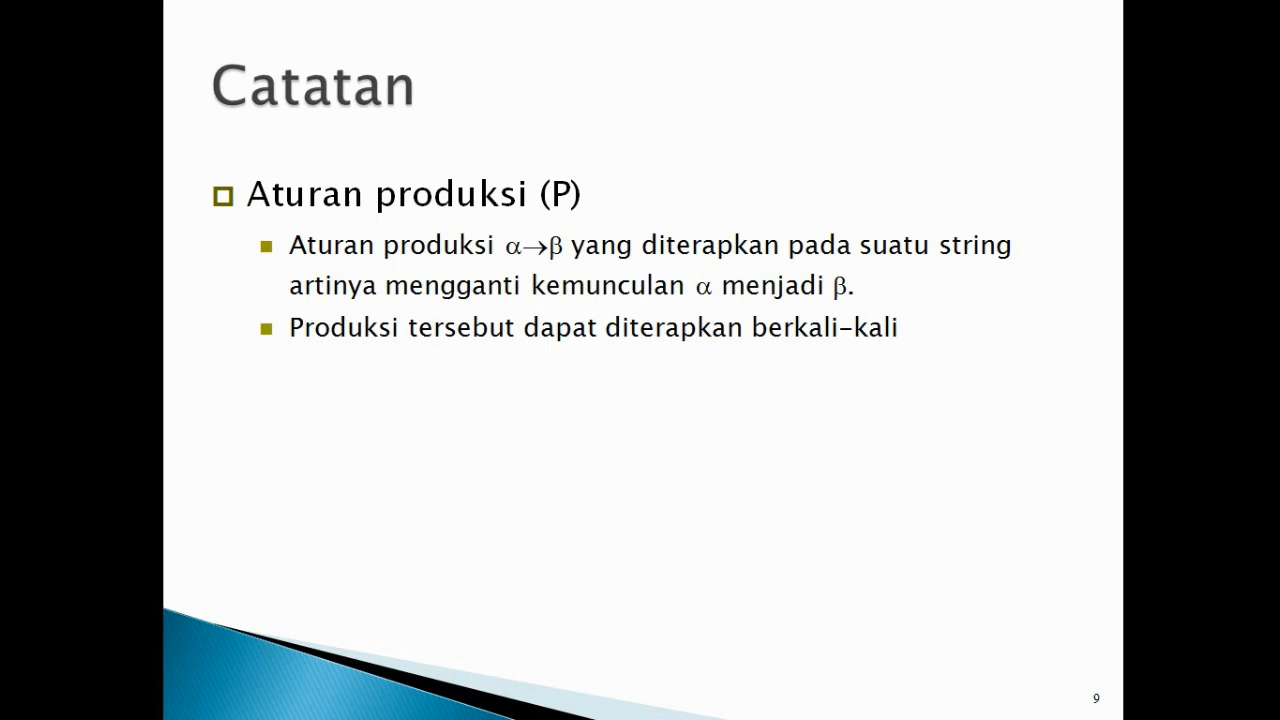 Catatan
Aturan produksi (P)
Aturan produksi α→β yang diterapkan pada suatu string
artinya mengganti kemunculan α menjadi β.
Produksi tersebut dapat diterapkan berkali-kali
9